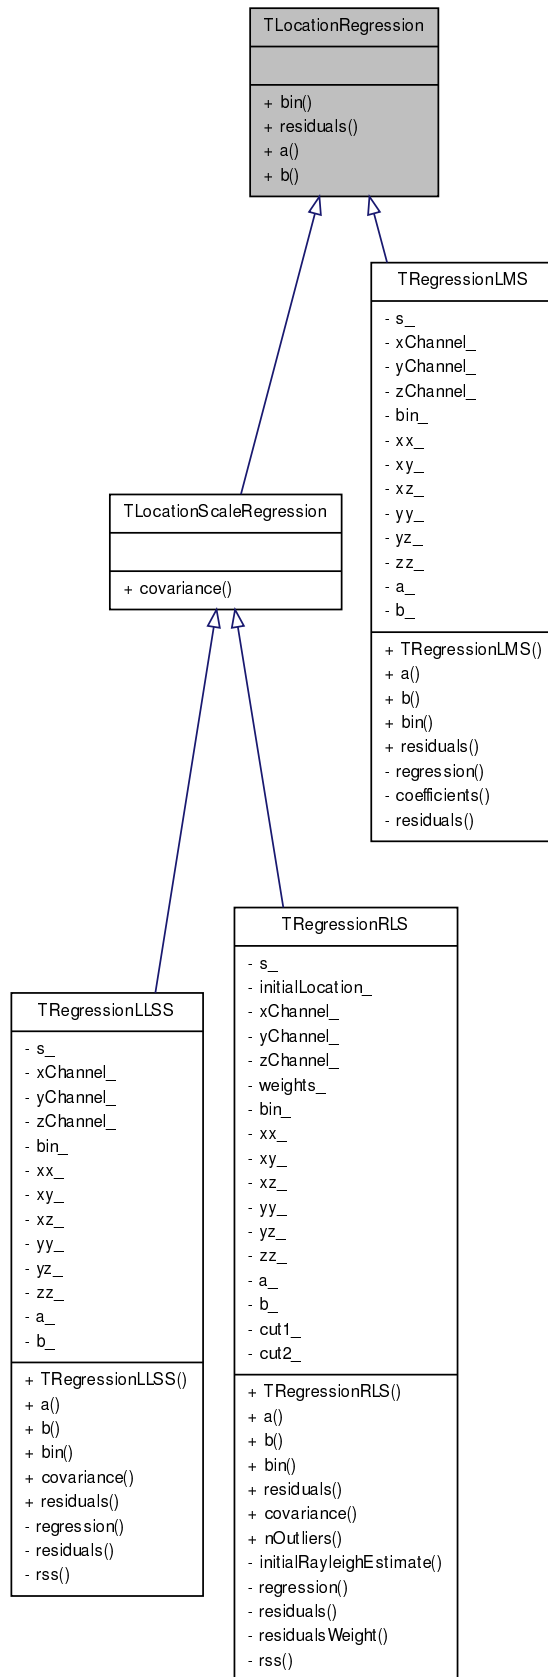 TLocationRegression
+ bin()
+ residuals()
+ a()
+ b()
TRegressionLMS
- s_
- xChannel_
- yChannel_
- zChannel_
- bin_
- xx_
- xy_
- xz_
- yy_
- yz_
- zz_
- a_
- b_
+ TRegressionLMS()
+ a()
+ b()
+ bin()
+ residuals()
- regression()
- coefficients()
- residuals()
TLocationScaleRegression
+ covariance()
TRegressionLLSS
- s_
- xChannel_
- yChannel_
- zChannel_
- bin_
- xx_
- xy_
- xz_
- yy_
- yz_
- zz_
- a_
- b_
+ TRegressionLLSS()
+ a()
+ b()
+ bin()
+ covariance()
+ residuals()
- regression()
- residuals()
- rss()
TRegressionRLS
- s_
- initialLocation_
- xChannel_
- yChannel_
- zChannel_
- weights_
- bin_
- xx_
- xy_
- xz_
- yy_
- yz_
- zz_
- a_
- b_
- cut1_
- cut2_
+ TRegressionRLS()
+ a()
+ b()
+ bin()
+ residuals()
+ covariance()
+ nOutliers()
- initialRayleighEstimate()
- regression()
- residuals()
- residualsWeight()
- rss()